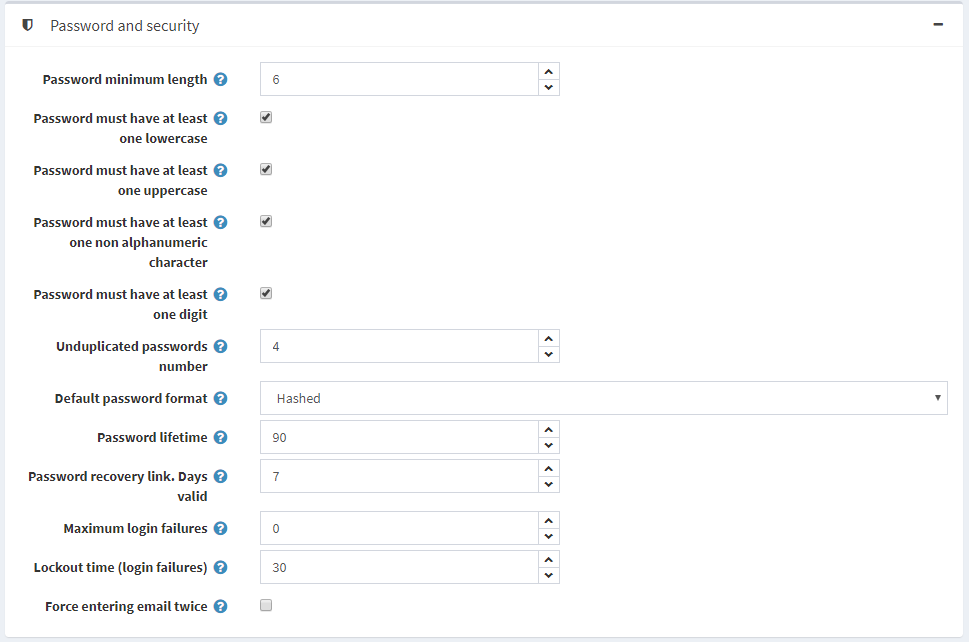 Password and security
Password minimum length
6
Password must have at least
one lowercase
Password must have at least
one uppercase
Password must have at least
one non alphanumeric
character
Password must have at least
one digit
Unduplicated passwords
number
4
Default password format
Hashed
Password lifetime
90
Password recovery link. Days
valid
7
Maximum login failures
0
Lockout time (login failures)
30
Force entering email twice